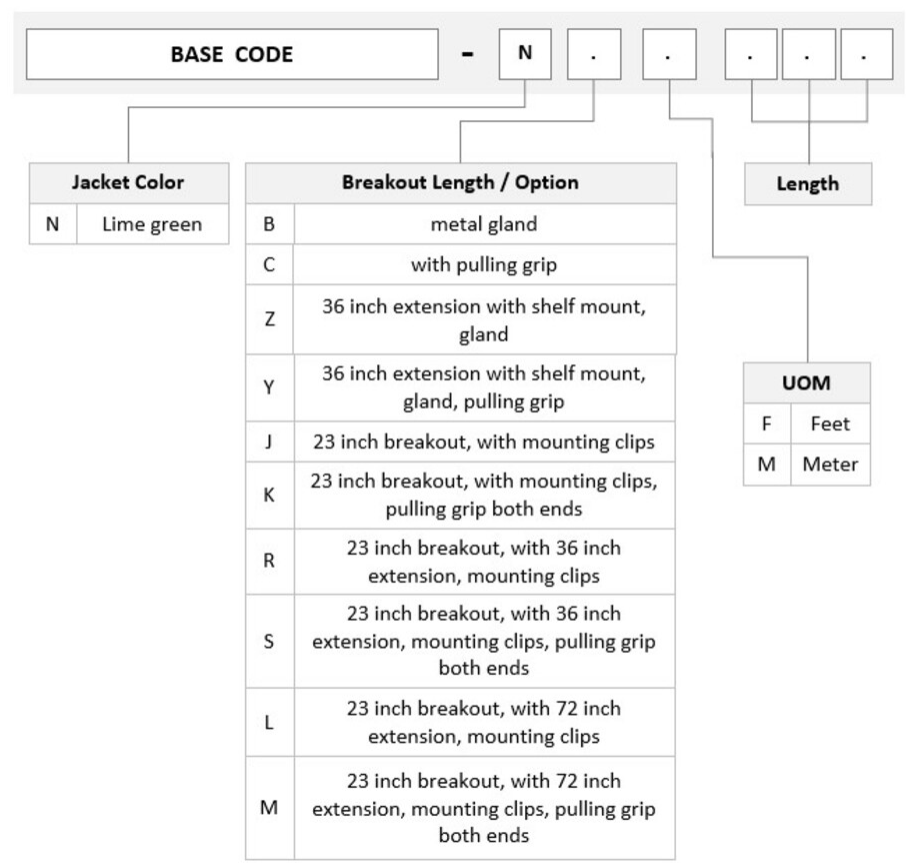 BASE CODE - N . . . . .
Jacket Color
N Lime green
Breakout Length / Option
B metal gland
C with pulling grip
Z 36 inch extension with shelf mount,
gland
Y 36 inch extension with shelf mount,
gland, pulling grip
J 23 inch breakout, with mounting clips
K 23 inch breakout, with mounting clips,
pulling grip both ends
R 23 inch breakout, with 36 inch
extension, mounting clips
S 23 inch breakout, with 36 inch
extension, mounting clips, pulling grip
both ends
L 23 inch breakout, with 72 inch
extension, mounting clips
M 23 inch breakout, with 72 inch
extension, mounting clips, pulling grip
both ends
Length
UOM
F Feet
M Meter